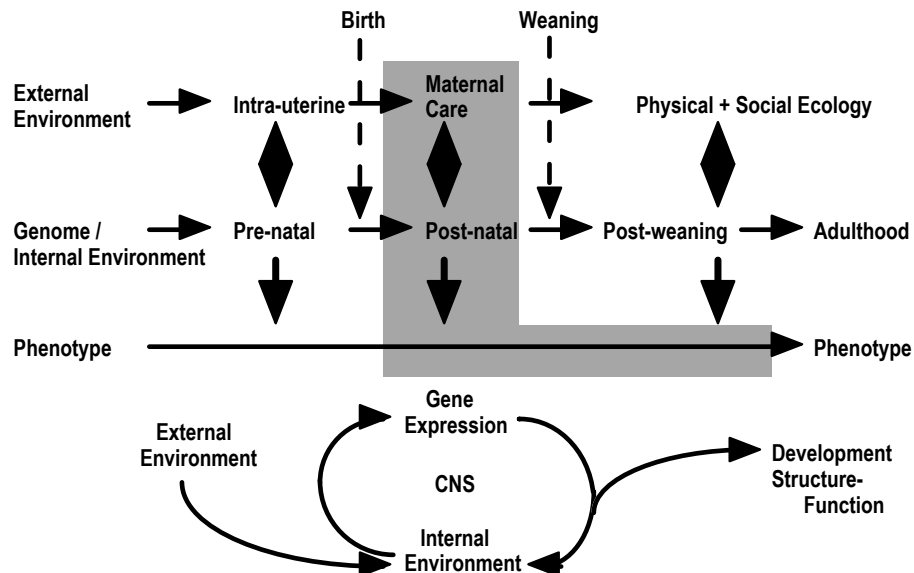 Birth
Weaning
External
Environment
Intra-uterine
Maternal
Care
Physical + Social Ecology
Genome /
Internal Environment
Pre-natal
Post-natal
Post-weaning
Adulthood
Phenotype
Phenotype
Gene
Expression
External
Environment
CNS
Development
Structure-
Function
Internal
Environment